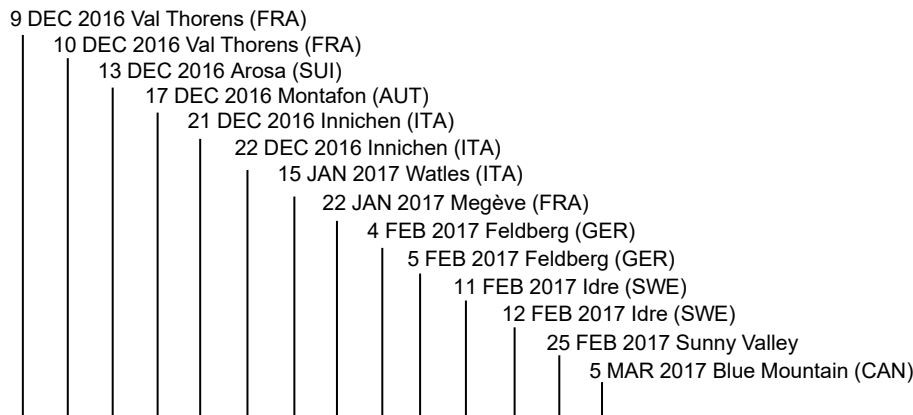 9 DEC 2016 Val Thorens (FRA)
10 DEC 2016 Val Thorens (FRA)
13 DEC 2016 Arosa (SUI)
17 DEC 2016 Montafon (AUT)
21 DEC 2016 Innichen (ITA)
22 DEC 2016 Innichen (ITA)
15 JAN 2017 Watles (ITA)
22 JAN 2017 Megève (FRA)
4 FEB 2017 Feldberg (GER)
5 FEB 2017 Feldberg (GER)
11 FEB 2017 Idre (SWE)
12 FEB 2017 Idre (SWE)
25 FEB 2017 Sunny Valley
5 MAR 2017 Blue Mountain (CAN)